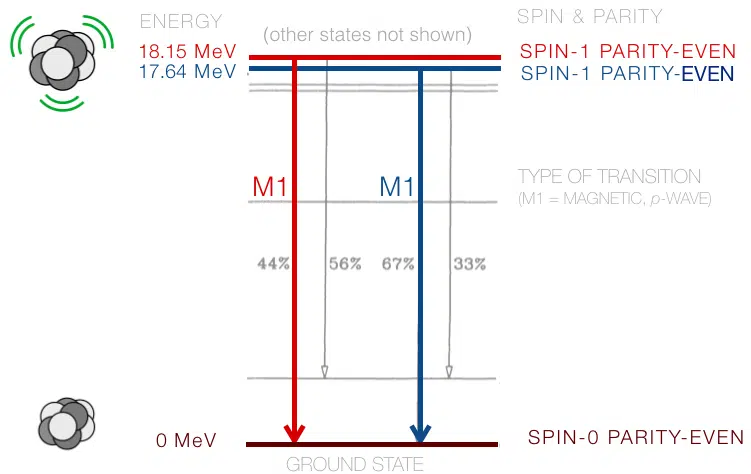 ENERGY
SPIN & PARITY
(other states not shown)
18.15 MeV
SPIN-1 PARITY-EVEN
17.64 MeV
SPIN-1 PARITY-EVEN
TYPE OF TRANSITION
M1
M1
(M1 = MAGNETIC, p-WAVE)
44%
56%
67%
33%
0 MeV
SPIN-0 PARITY-EVEN
GROUND STATE